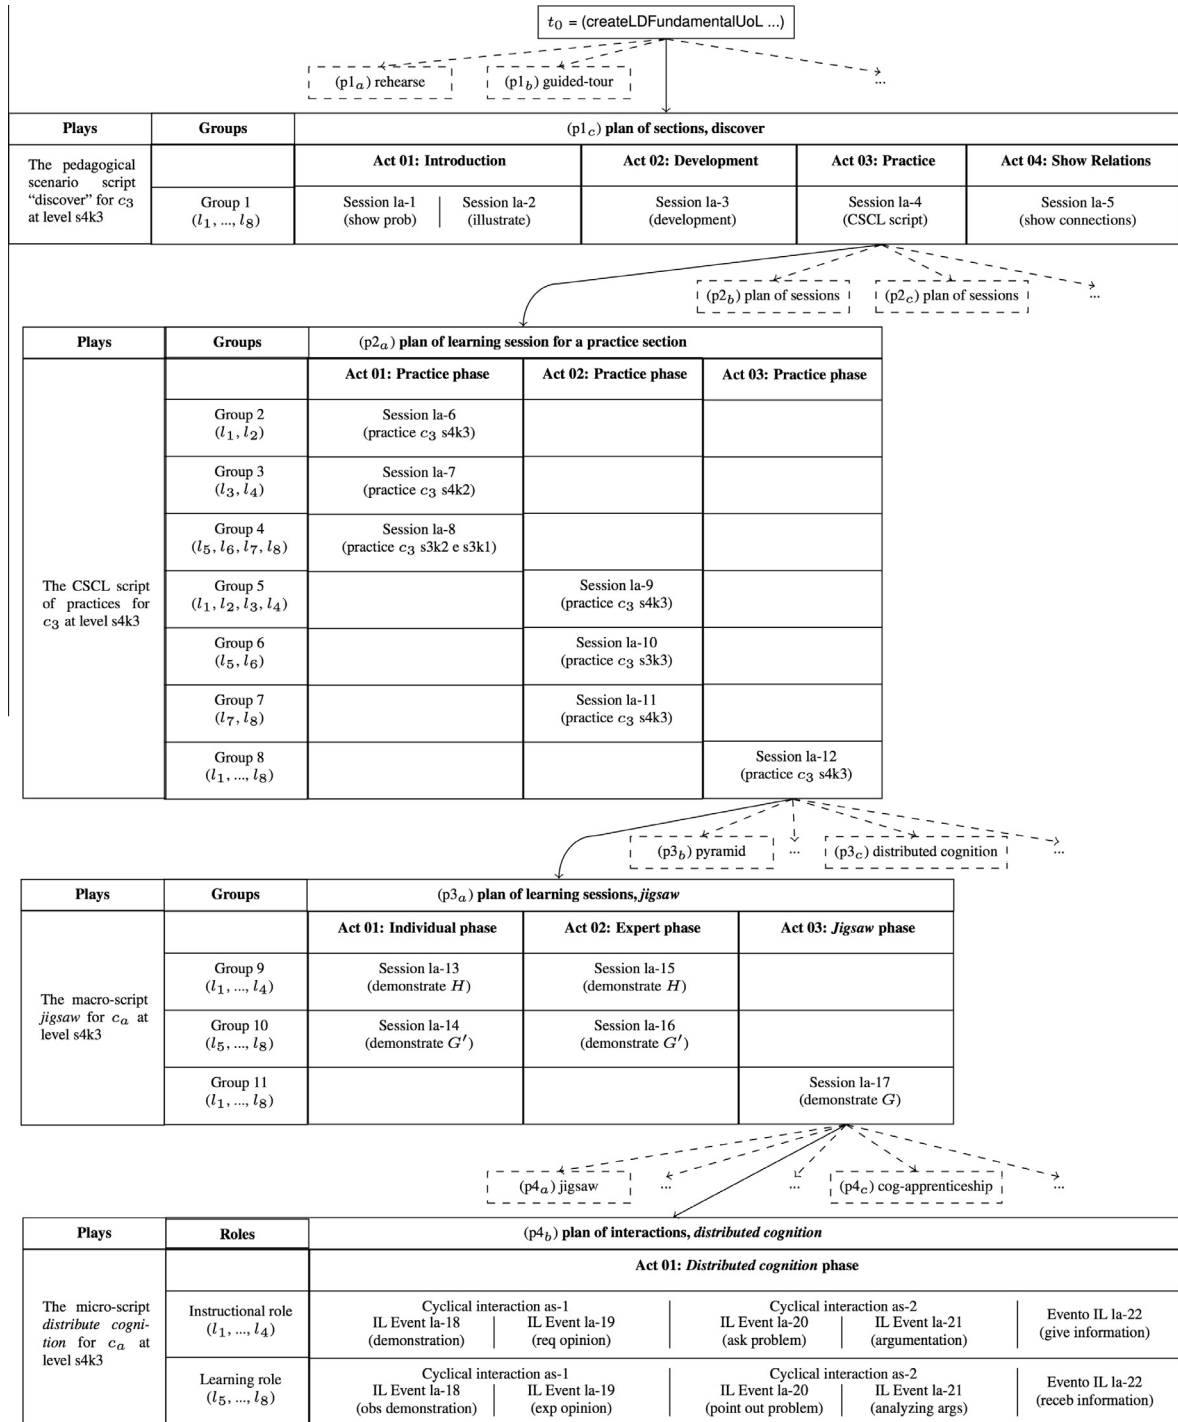 t0 = (createLDFundamentalUoL ...)
(p1a) rehearse
(p1b) guided-tour
...
Plays
Groups
(p1c) plan of sections, discover
The pedagogical
scenario script
“discover” for c3
at level s4k3
Act 01: Introduction
Act 02: Development
Act 03: Practice
Act 04: Show Relations
Group 1
(l1, ..., l8)
Session la-1
(show prob)
Session la-2
(illustrate)
Session la-3
(development)
Session la-4
(CSCL script)
Session la-5
(show connections)
(p2b) plan of sessions
(p2c) plan of sessions
...
Plays
Groups
(p2a) plan of learning session for a practice section
Act 01: Practice phase
Act 02: Practice phase
Act 03: Practice phase
The CSCL script
of practices for
c3 at level s4k3
Group 2
(l1, l2)
Session la-6
(practice c3 s4k3)
Group 3
(l3, l4)
Session la-7
(practice c3 s4k2)
Group 4
(l5, l6, l7, l8)
Session la-8
(practice c3 s3k2 e s3k1)
Group 5
(l1, l2, l3, l4)
Session la-9
(practice c3 s4k3)
Group 6
(l5, l6)
Session la-10
(practice c3 s3k3)
Group 7
(l7, l8)
Session la-11
(practice c3 s4k3)
Group 8
(l1, ..., l8)
Session la-12
(practice c3 s4k3)
(p3b) pyramid
...
(p3c) distributed cognition
...
Plays
Groups
(p3a) plan of learning sessions, jigsaw
Act 01: Individual phase
Act 02: Expert phase
Act 03: Jigsaw phase
The macro-script
jigsaw for ca at
level s4k3
Group 9
(l1, ..., l4)
Session la-13
(demonstrate H)
Session la-15
(demonstrate H)
Group 10
(l5, ..., l8)
Session la-14
(demonstrate G′)
Session la-16
(demonstrate G′)
Group 11
(l1, ..., l8)
Session la-17
(demonstrate G)
(p4a) jigsaw
...
...
(p4c) cog-apprenticeship
...
Plays
Roles
(p4b) plan of interactions, distributed cognition
Act 01: Distributed cognition phase
The micro-script
distribute cogni-
tion for ca at
level s4k3
Instructional role
(l1, ..., l4)
Cyclical interaction as-1
IL Event la-18
(demonstration)
IL Event la-19
(req opinion)
Cyclical interaction as-2
IL Event la-20
(ask problem)
IL Event la-21
(argumentation)
Evento IL la-22
(give information)
Learning role
(l5, ..., l8)
Cyclical interaction as-1
IL Event la-18
(obs demonstration)
IL Event la-19
(exp opinion)
Cyclical interaction as-2
IL Event la-20
(point out problem)
IL Event la-21
(analyzing args)
Evento IL la-22
(receb information)